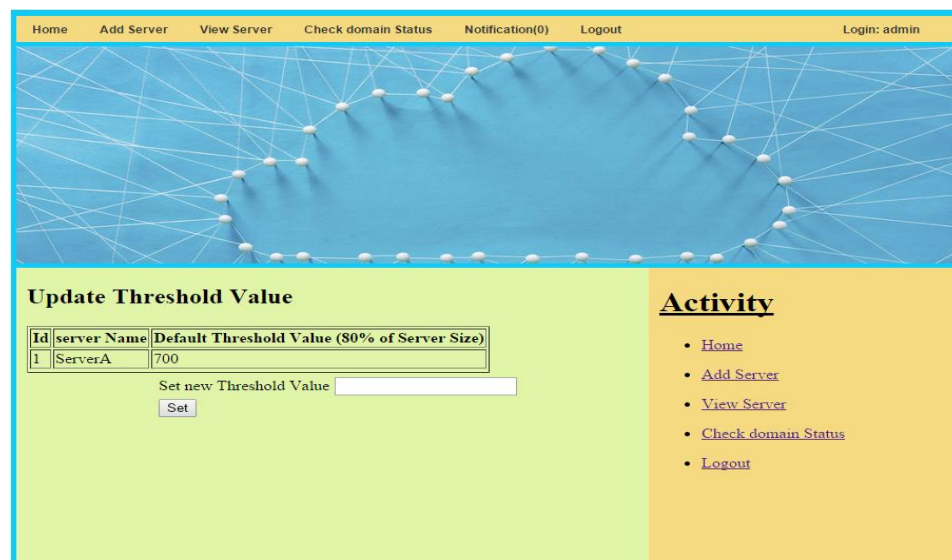 Home Add Server View Server Check domain Status Notification(0) Logout Login: admin
Update Threshold Value
Id server Name Default Threshold Value (80% of Server Size)
1 ServerA 700
Set new Threshold Value
Set
Activity
Home
Add Server
View Server
Check domain Status
Logout